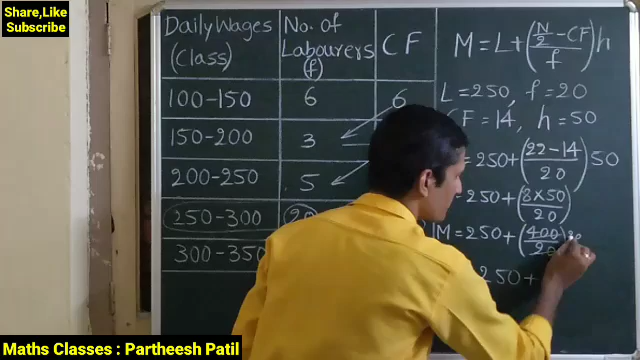 Share,Like
Subscribe
Daily Wages
(Class)
No. of
Labourers
(f)
CF
100-150 6 6
150-200 3
200-250 5
250-300 20
300-350
M = L + (N/2 - CF / f) h
L = 250, f = 20
CF = 14, h = 50
= 250 + (22-14 / 20) 50
250 + (8 × 50 / 20)
M = 250 + (400 / 20) 20
250 +
Maths Classes : Partheesh Patil